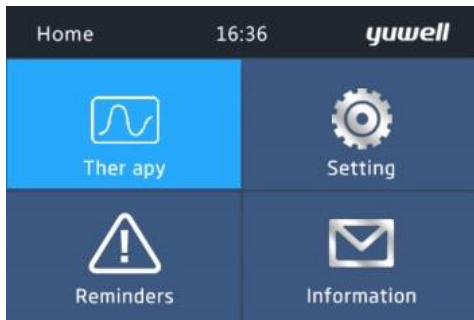 Home 16:36 yuwell
Ther apy Setting
Reminders Information